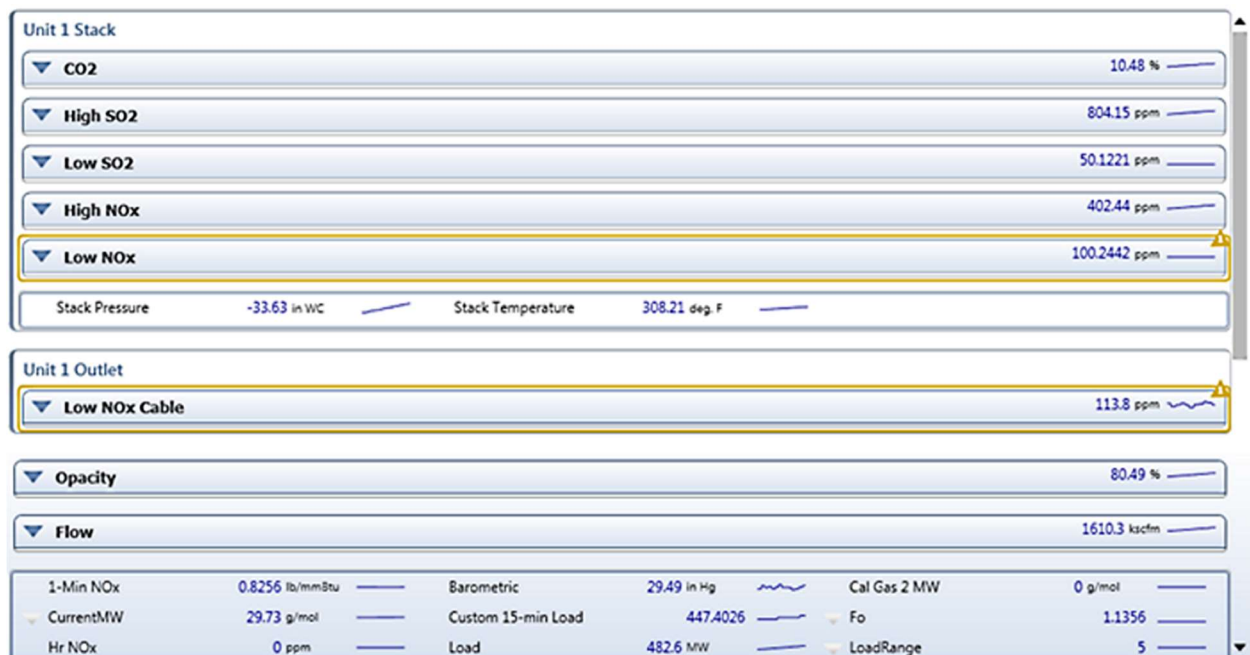 Unit 1 Stack
CO2 10.48 %
High SO2 804.15 ppm
Low SO2 50.1221 ppm
High NOx 402.44 ppm
Low NOx 100.2442 ppm
Stack Pressure -33.63 in WC Stack Temperature 308.21 deg. F
Unit 1 Outlet
Low NOx Cable 113.8 ppm
Opacity 80.49 %
Flow 1610.3 kscfm
1-Min NOx 0.8256 lb/mmBtu Barometric 29.49 in Hg Cal Gas 2 MW 0 g/mol
CurrentMW 29.73 g/mol Custom 15-min Load 447.4026 Fo 1.1356
Hr NOx 0 ppm Load 482.6 MW LoadRange 5